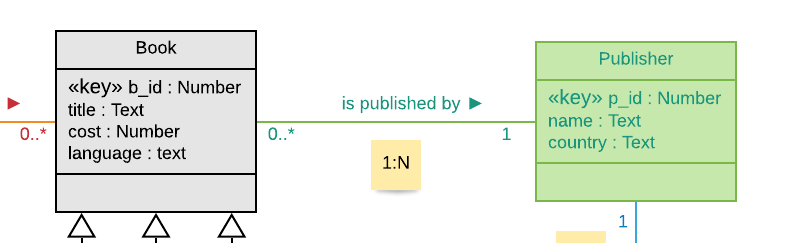 Book
«key» b_id : Number
title : Text
cost : Number
language : text
0..*
0..*
is published by ►
1
1:N
Publisher
«key» p_id : Number
name : Text
country : Text
1